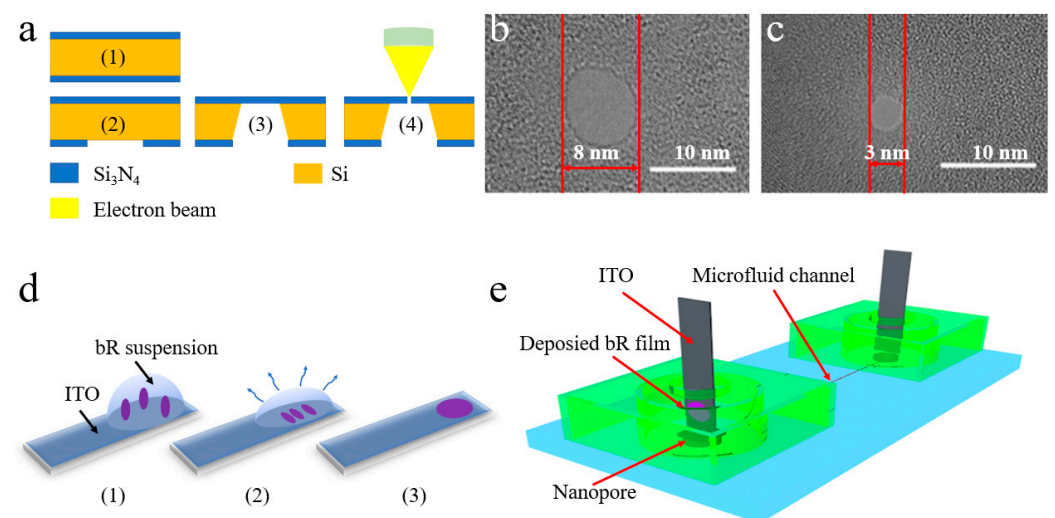 a
(1)
(2)
(3)
(4)
Si₃N₄
Si
Electron beam
b
8 nm
10 nm
c
3 nm
10 nm
d
bR suspension
ITO
(1)
(2)
(3)
e
ITO
Microfluid channel
Deposied bR film
Nanopore